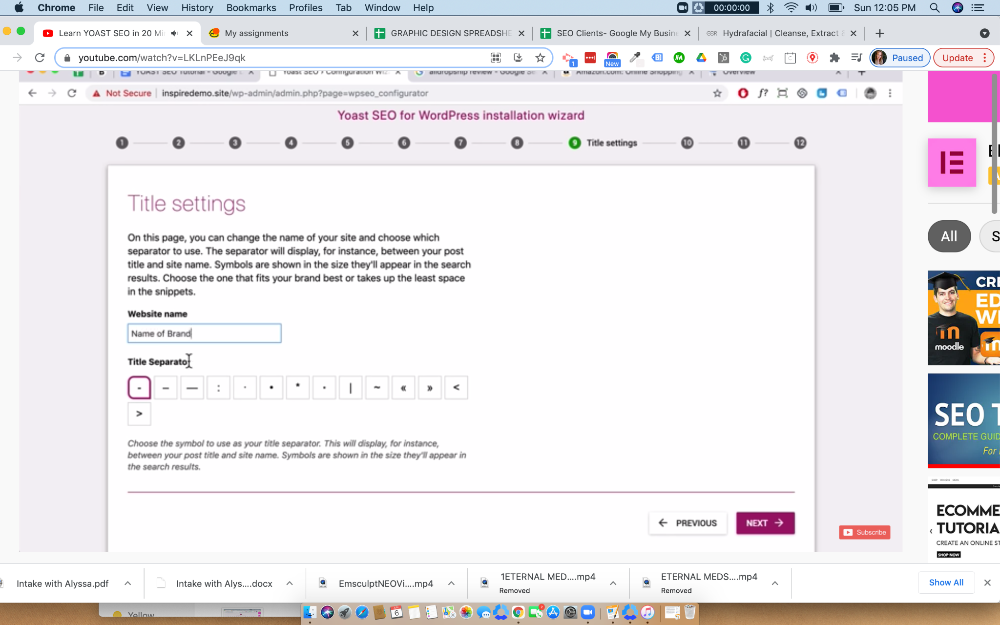 Chrome File Edit View History Bookmarks Profiles Tab Window Help 00:00:00 Sun 12:05 PM
Learn YOAST SEO in 20 Mi My assignments GRAPHIC DESIGN SPREADSHE SEO Clients- Google My Busin Hydrafacial | Cleanse, Extract
youtube.com/watch?v=LKLnPEeJ9qk 1 New Paused Update
YOAST SEO Tutorial - Google Yoast SEO > Configuration Wiz alidropship review - Google Se Amazon.com: Online Shopping Overview
Not Secure inspiredemo.site/wp-admin/admin.php?page=wpseo_configurator
Yoast SEO for WordPress installation wizard
1 2 3 4 5 6 7 8 9 Title settings 10 11 12
Title settings
On this page, you can change the name of your site and choose which
separator to use. The separator will display, for instance, between your post
title and site name. Symbols are shown in the size they'll appear in the search
results. Choose the one that fits your brand best or takes up the least space
in the snippets.
Website name
Name of Brand
Title Separator
- – — : · • * ⋆ | ~ « » <
>
Choose the symbol to use as your title separator. This will display, for instance,
between your post title and site name. Symbols are shown in the size they'll appear in
the search results.
← PREVIOUS NEXT →
Subscribe
All S
CRE
ED
WI
moodle
SEO T
COMPLETE GUID
For
ECOMME
TUTORIA
CREATE AN ONLINE ST
SHOP NOW
Intake with Alyssa.pdf Intake with Alys....docx EmsculptNEOVi....mp4 1ETERNAL MED....mp4 ETERNAL MEDS....mp4 Show All
Removed Removed
Yellow
6 2